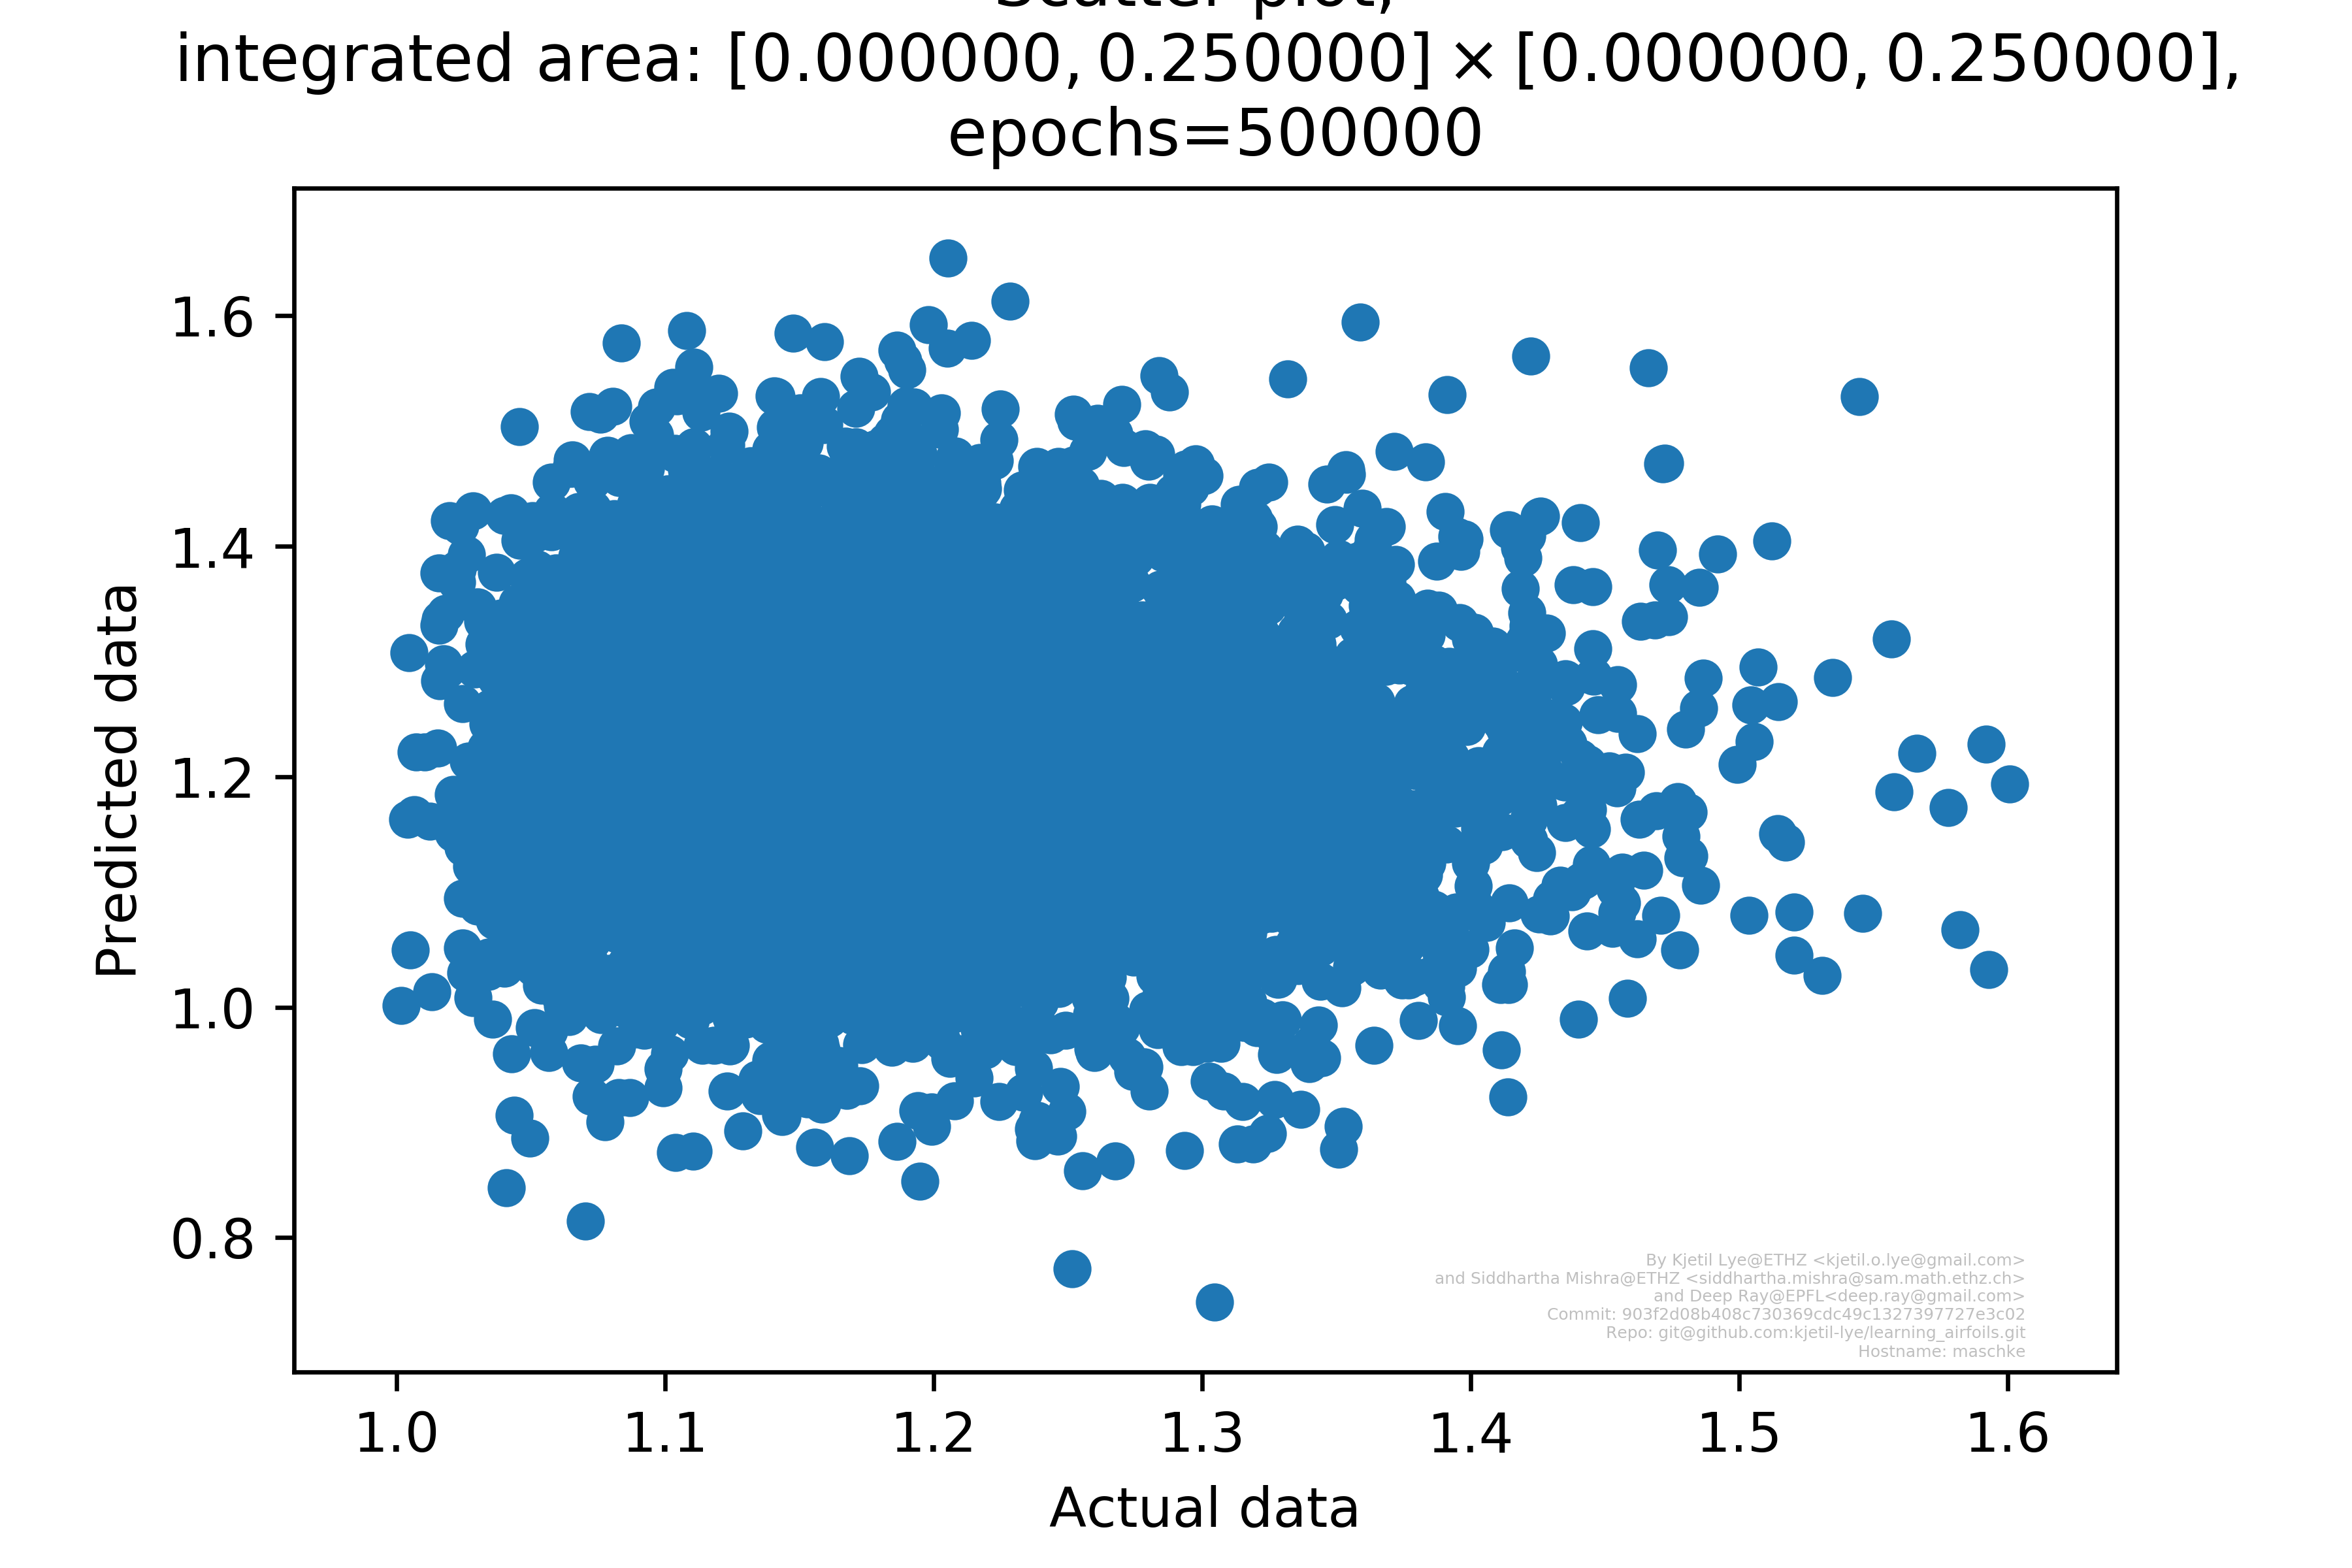 Scatter plot,
integrated area: [0.000000, 0.250000] × [0.000000, 0.250000],
epochs=500000
1.6
1.4
1.2
1.0
0.8
Predicted data
By Kjetil Lye@ETHZ <kjetil.o.lye@gmail.com>
and Siddhartha Mishra@ETHZ <siddhartha.mishra@sam.math.ethz.ch>
and Deep Ray@EPFL<deep.ray@gmail.com>
Commit: 903f2d08b408c730369cdc49c1327397727e3c02
Repo: git@github.com:kjetil-lye/learning_airfoils.git
Hostname: maschke
1.0 1.1 1.2 1.3 1.4 1.5 1.6
Actual data